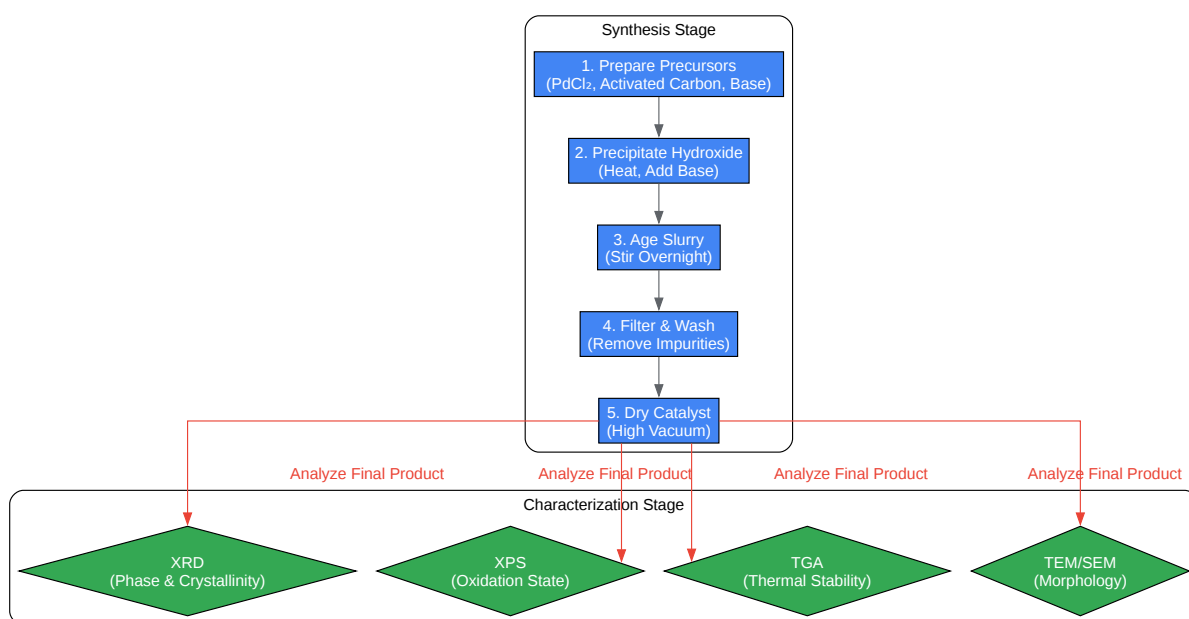 Synthesis Stage
1. Prepare Precursors
(PdCl₂, Activated Carbon, Base)
2. Precipitate Hydroxide
(Heat, Add Base)
3. Age Slurry
(Stir Overnight)
4. Filter & Wash
(Remove Impurities)
5. Dry Catalyst
(High Vacuum)
Analyze Final Product
Analyze Final Product
Analyze Final Product
Analyze Final Product
Characterization Stage
XRD
(Phase & Crystallinity)
XPS
(Oxidation State)
TGA
(Thermal Stability)
TEM/SEM
(Morphology)